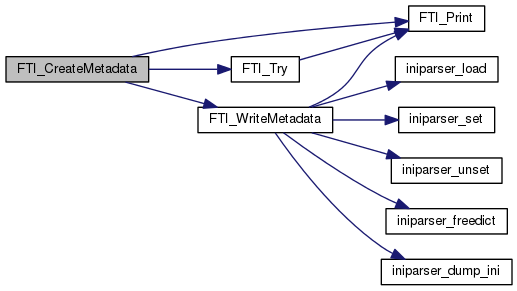 FTI_CreateMetadata
FTI_Print
FTI_Try
FTI_WriteMetadata
iniparser_load
iniparser_set
iniparser_unset
iniparser_freedict
iniparser_dump_ini